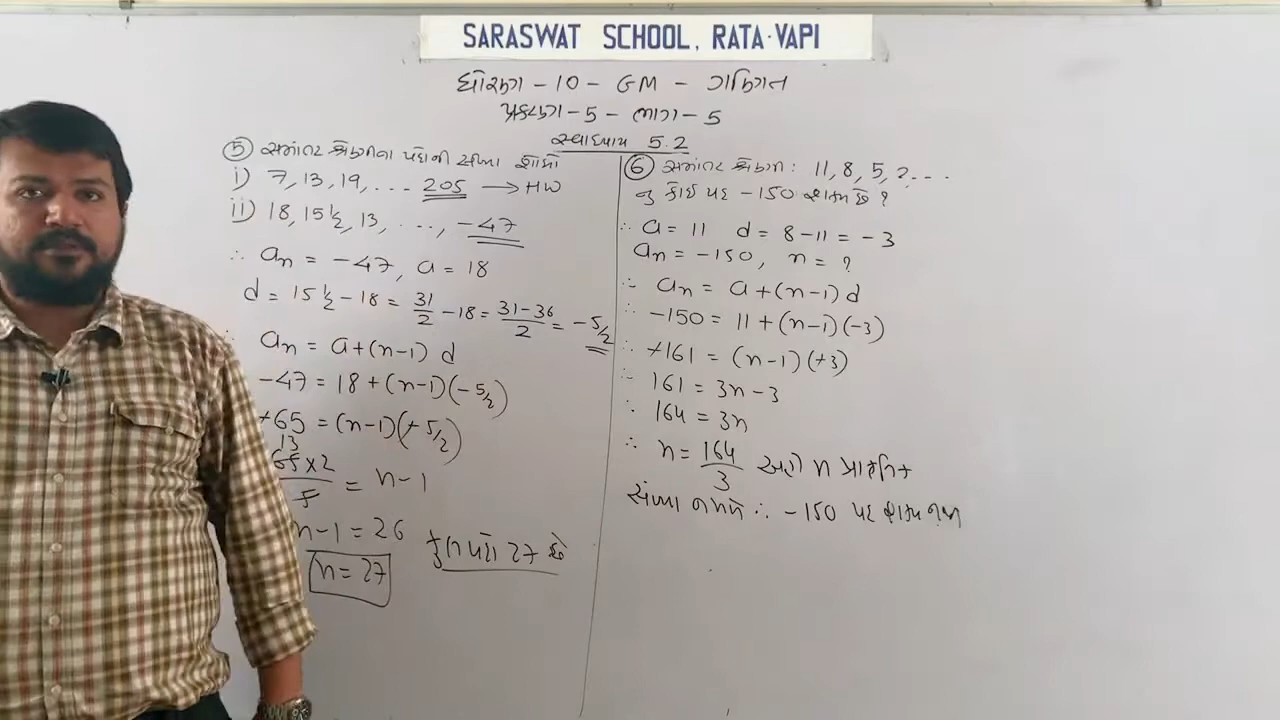 SARASWAT SCHOOL, RATA-VAPI
ધોરણ - 10 - GM - ગણિત
પ્રકરણ - 5 - ભાગ - 5
સ્વાધ્યાય 5.2
⑤ સમાંતર શ્રેણીના પદોની સંખ્યા શોધો
i) 7, 13, 19, ... 205 → HW
ii) 18, 15 1/2, 13, ..., -47
∴ an = -47, a = 18
d = 15 1/2 - 18 = 31/2 - 18 = 31-36/2 = -5/2
an = a+(n-1) d
-47 = 18 + (n-1)(-5/2)
+65 = (n-1)(+5/2)
13
65×2/5 = n-1
n-1 = 26
n = 27
કુલ પદો 27 છે
⑥ સમાંતર શ્રેણી : 11, 8, 5, 2, ...
નું કોઈ પદ -150 શક્ય છે ?
∴ a = 11 d = 8-11 = -3
an = -150, n = ?
∴ an = a+(n-1) d
∴ -150 = 11+(n-1)(-3)
∴ +161 = (n-1)(+3)
∴ 161 = 3n-3
∴ 164 = 3n
∴ n = 164/3 અહીં n પ્રાકૃતિક
સંખ્યા નથી ∴ -150 પદ શક્ય નથી